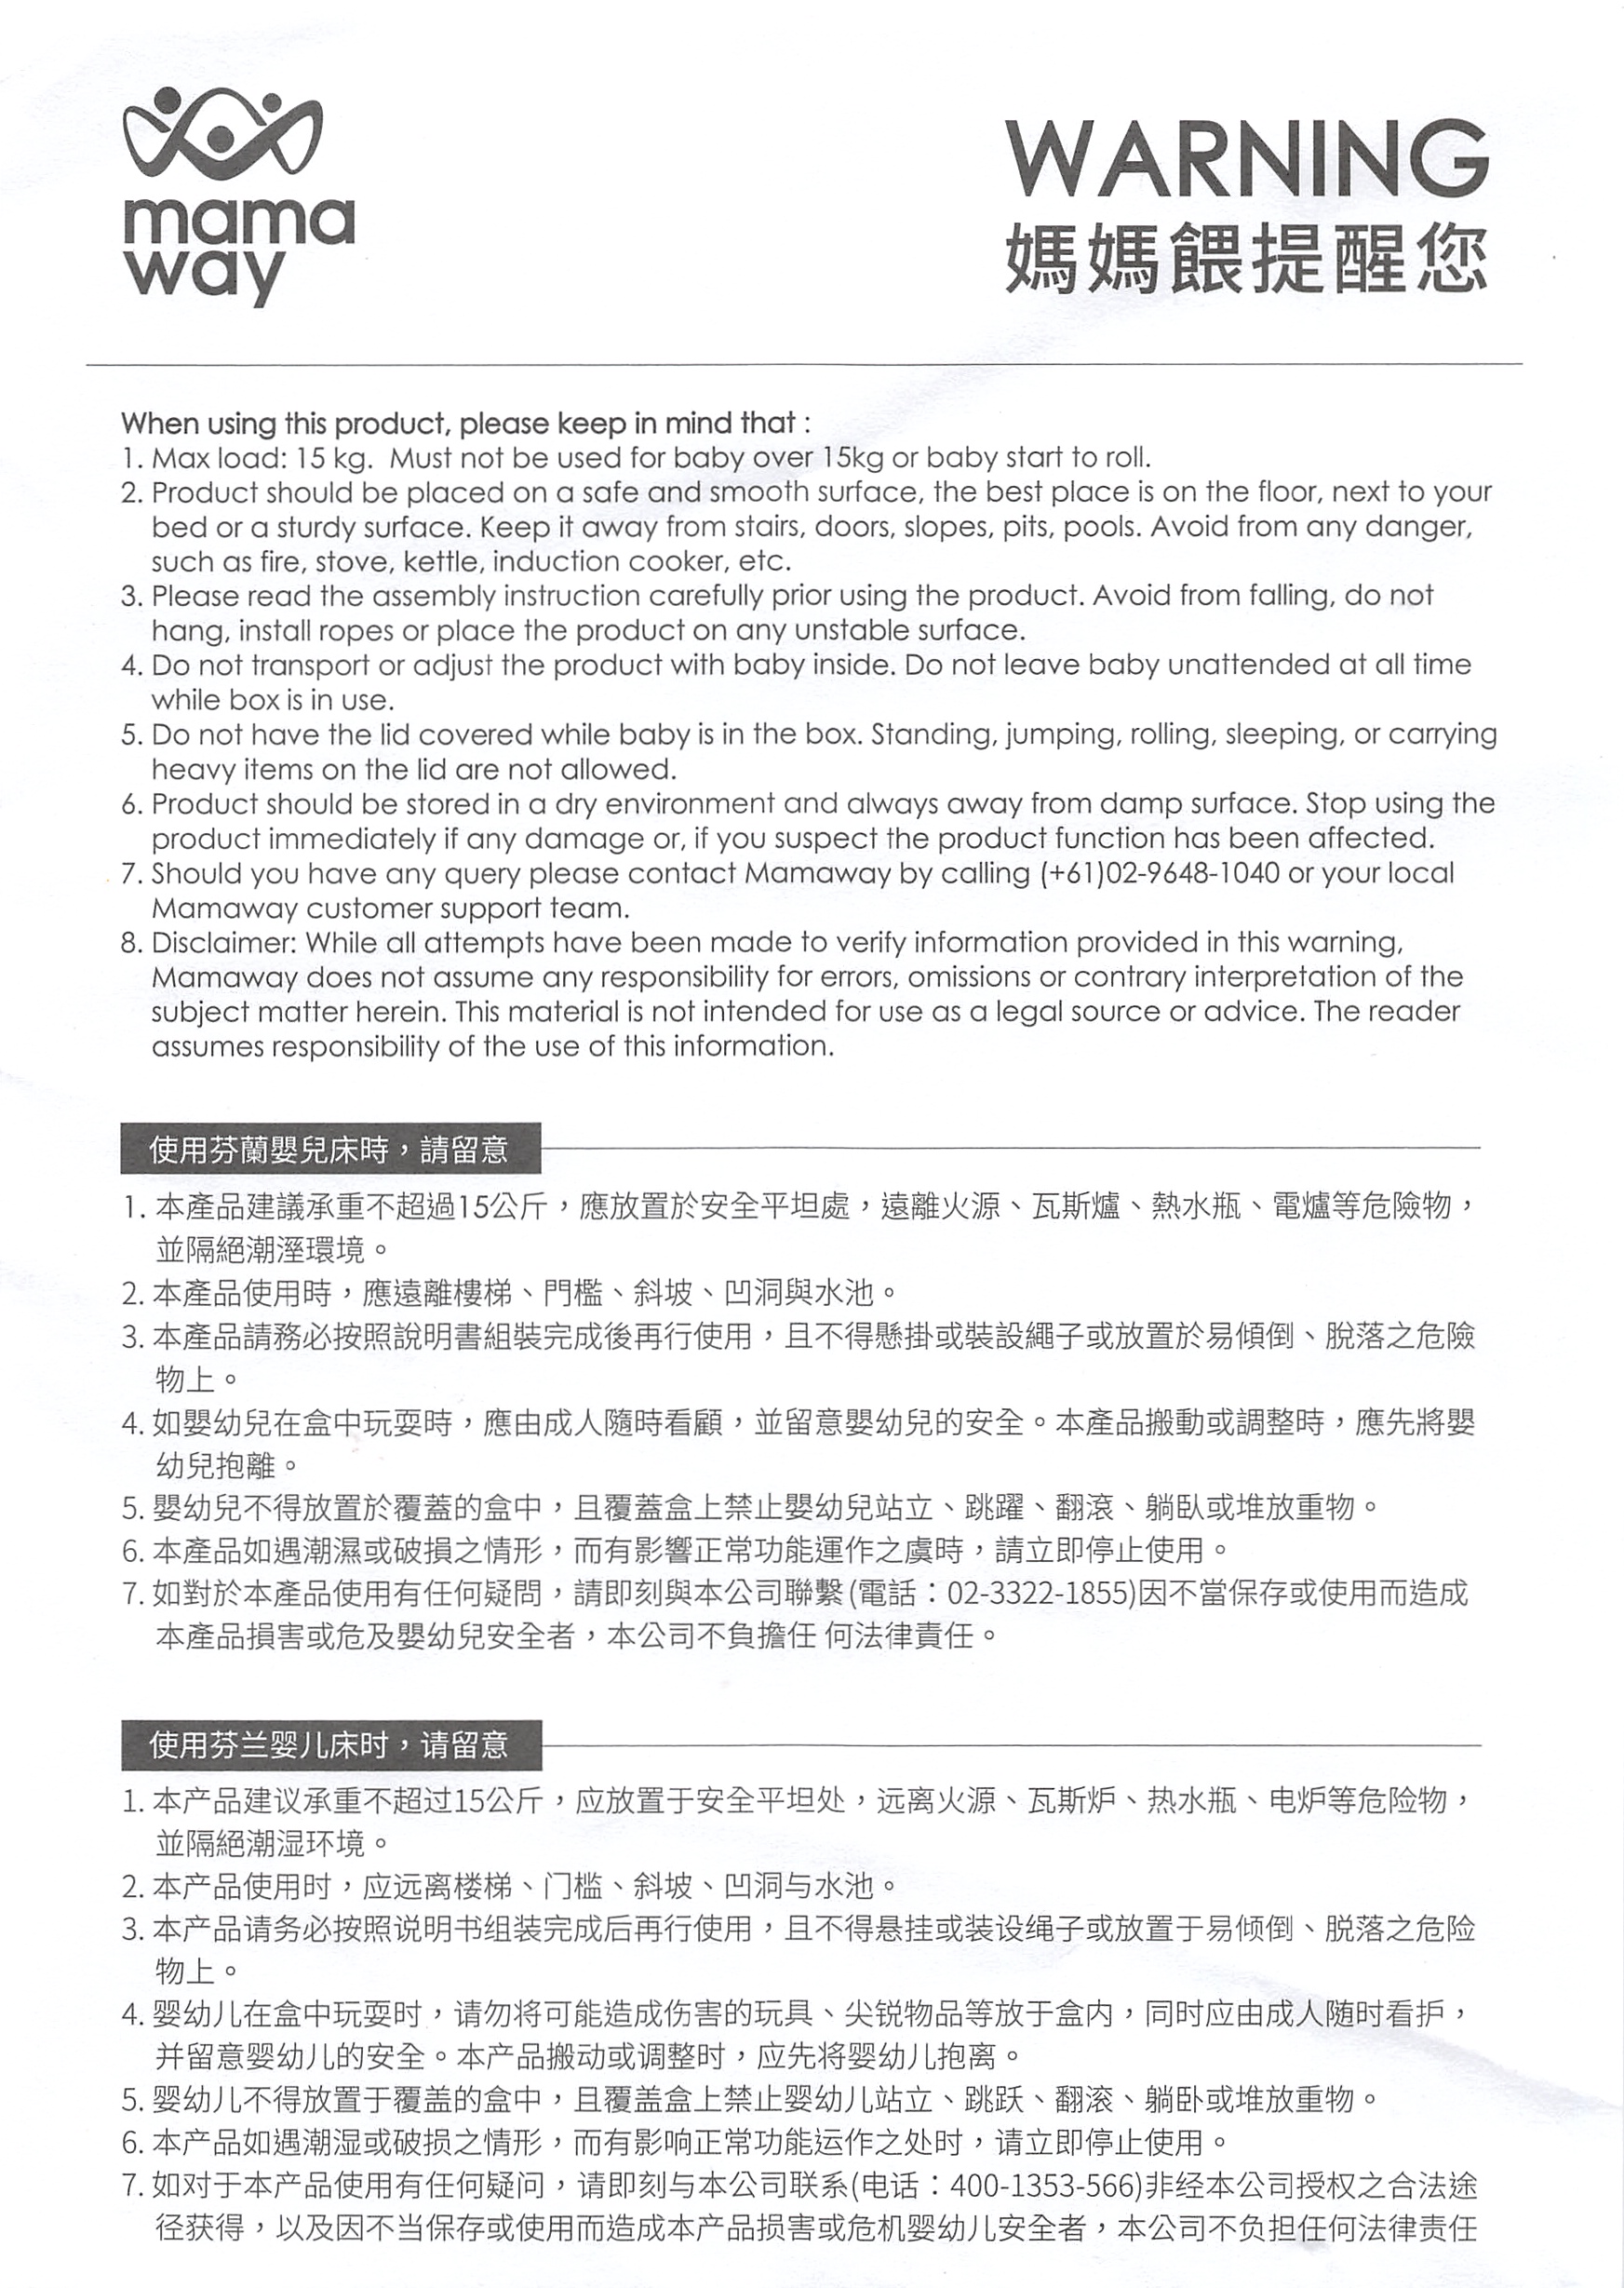 mama
way
WARNING
媽媽餵提醒您
When using this product, please keep in mind that :
1. Max load: 15 kg.  Must not be used for baby over 15kg or baby start to roll.
2. Product should be placed on a safe and smooth surface, the best place is on the floor, next to your
bed or a sturdy surface. Keep it away from stairs, doors, slopes, pits, pools. Avoid from any danger,
such as fire, stove, kettle, induction cooker, etc.
3. Please read the assembly instruction carefully prior using the product. Avoid from falling, do not
hang, install ropes or place the product on any unstable surface.
4. Do not transport or adjust the product with baby inside. Do not leave baby unattended at all time
while box is in use.
5. Do not have the lid covered while baby is in the box. Standing, jumping, rolling, sleeping, or carrying
heavy items on the lid are not allowed.
6. Product should be stored in a dry environment and always away from damp surface. Stop using the
product immediately if any damage or, if you suspect the product function has been affected.
7. Should you have any query please contact Mamaway by calling (+61)02-9648-1040 or your local
Mamaway customer support team.
8. Disclaimer: While all attempts have been made to verify information provided in this warning,
Mamaway does not assume any responsibility for errors, omissions or contrary interpretation of the
subject matter herein. This material is not intended for use as a legal source or advice. The reader
assumes responsibility of the use of this information.
使用芬蘭嬰兒床時，請留意
1. 本產品建議承重不超過15公斤，應放置於安全平坦處，遠離火源、瓦斯爐、熱水瓶、電爐等危險物，
並隔絕潮溼環境。
2. 本產品使用時，應遠離樓梯、門檻、斜坡、凹洞與水池。
3. 本產品請務必按照說明書組裝完成後再行使用，且不得懸掛或裝設繩子或放置於易傾倒、脫落之危險
物上。
4. 如嬰幼兒在盒中玩耍時，應由成人隨時看顧，並留意嬰幼兒的安全。本產品搬動或調整時，應先將嬰
幼兒抱離。
5. 嬰幼兒不得放置於覆蓋的盒中，且覆蓋盒上禁止嬰幼兒站立、跳躍、翻滾、躺臥或堆放重物。
6. 本產品如遇潮濕或破損之情形，而有影響正常功能運作之虞時，請立即停止使用。
7. 如對於本產品使用有任何疑問，請即刻與本公司聯繫(電話：02-3322-1855)因不當保存或使用而造成
本產品損害或危及嬰幼兒安全者，本公司不負擔任 何法律責任。
使用芬兰婴儿床时，请留意
1. 本产品建议承重不超过15公斤，应放置于安全平坦处，远离火源、瓦斯炉、热水瓶、电炉等危险物，
並隔絕潮湿环境。
2. 本产品使用时，应远离楼梯、门槛、斜坡、凹洞与水池。
3. 本产品请务必按照说明书组装完成后再行使用，且不得悬挂或装设绳子或放置于易倾倒、脱落之危险
物上。
4. 婴幼儿在盒中玩耍时，请勿将可能造成伤害的玩具、尖锐物品等放于盒内，同时应由成人随时看护，
并留意婴幼儿的安全。本产品搬动或调整时，应先将婴幼儿抱离。
5. 婴幼儿不得放置于覆盖的盒中，且覆盖盒上禁止婴幼儿站立、跳跃、翻滚、躺卧或堆放重物。
6. 本产品如遇潮湿或破损之情形，而有影响正常功能运作之处时，请立即停止使用。
7. 如对于本产品使用有任何疑问，请即刻与本公司联系(电话：400-1353-566)非经本公司授权之合法途
径获得，以及因不当保存或使用而造成本产品损害或危机婴幼儿安全者，本公司不负担任何法律责任